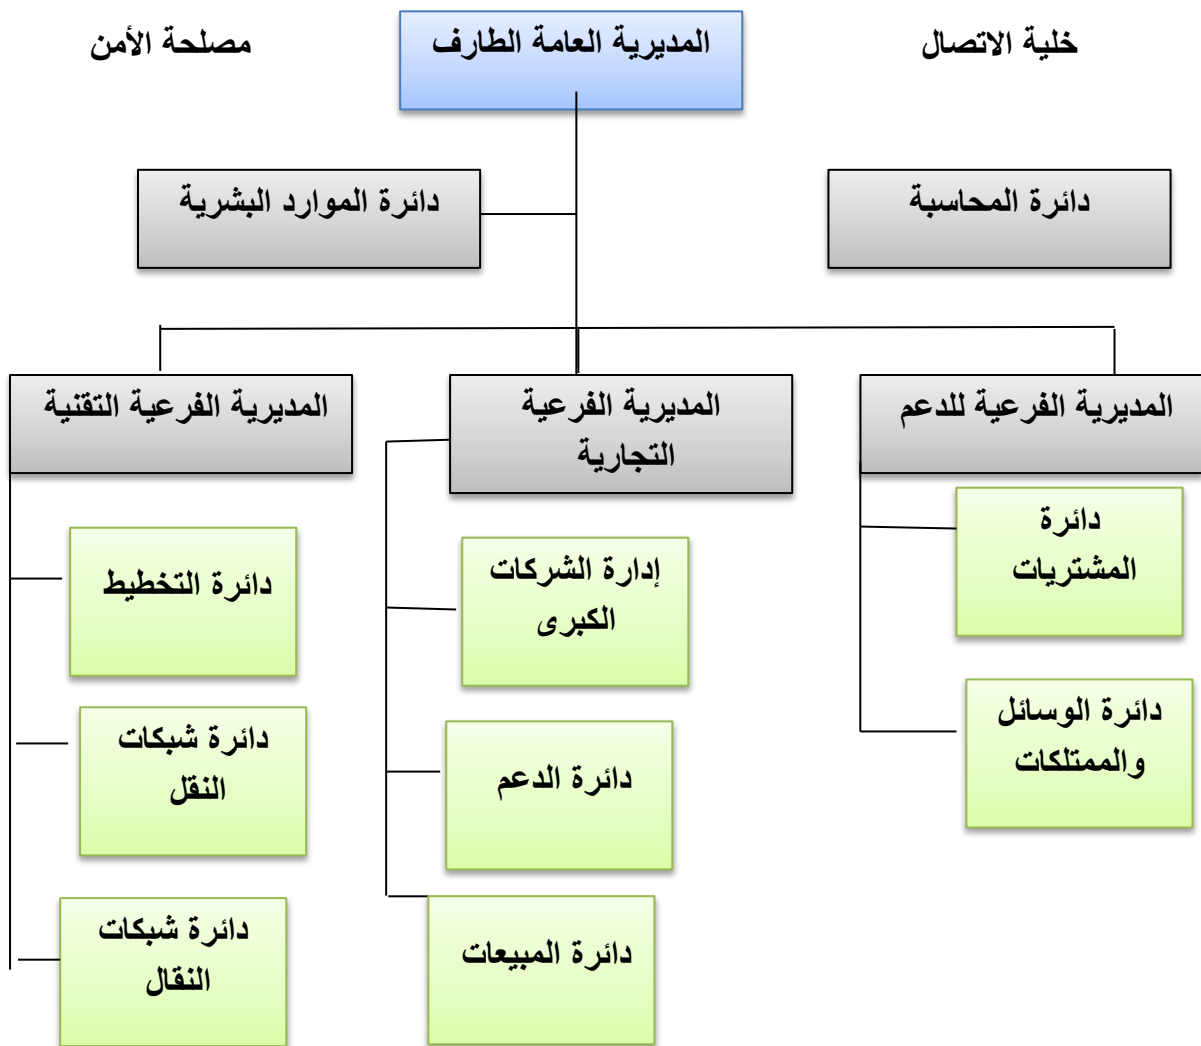 خلية الاتصال
المديرية العامة الطارف
مصلحة الأمن
دائرة المحاسبة
دائرة الموارد البشرية
المديرية الفرعية للدعم
المديرية الفرعية
التجارية
المديرية الفرعية التقنية
دائرة
المشتريات
إدارة الشركات
الكبرى
دائرة التخطيط
دائرة الوسائل
والممتلكات
دائرة الدعم
دائرة شبكات
النقل
دائرة المبيعات
دائرة شبكات
النقال